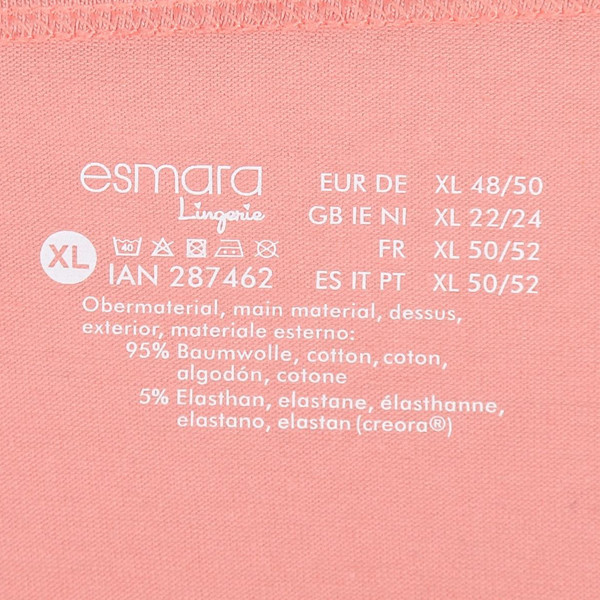 esmara
Lingerie
EUR DE XL 48/50
GB IE NI XL 22/24
FR XL 50/52
ES IT PT XL 50/52
XL
40
IAN 287462
Obermaterial, main material, dessus,
exterior, materiale esterno:
95% Baumwolle, cotton, coton,
algodón, cotone
5% Elasthan, elastane, élasthanne,
elastano, elastan (creora®)